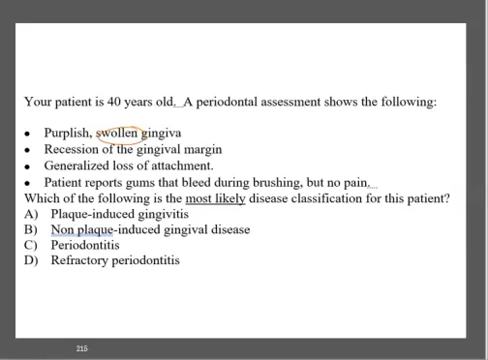 Your patient is 40 years old. A periodontal assessment shows the following:
• Purplish, swollen gingiva
• Recession of the gingival margin
• Generalized loss of attachment.
• Patient reports gums that bleed during brushing, but no pain.
Which of the following is the most likely disease classification for this patient?
A) Plaque-induced gingivitis
B) Non plaque-induced gingival disease
C) Periodontitis
D) Refractory periodontitis
215